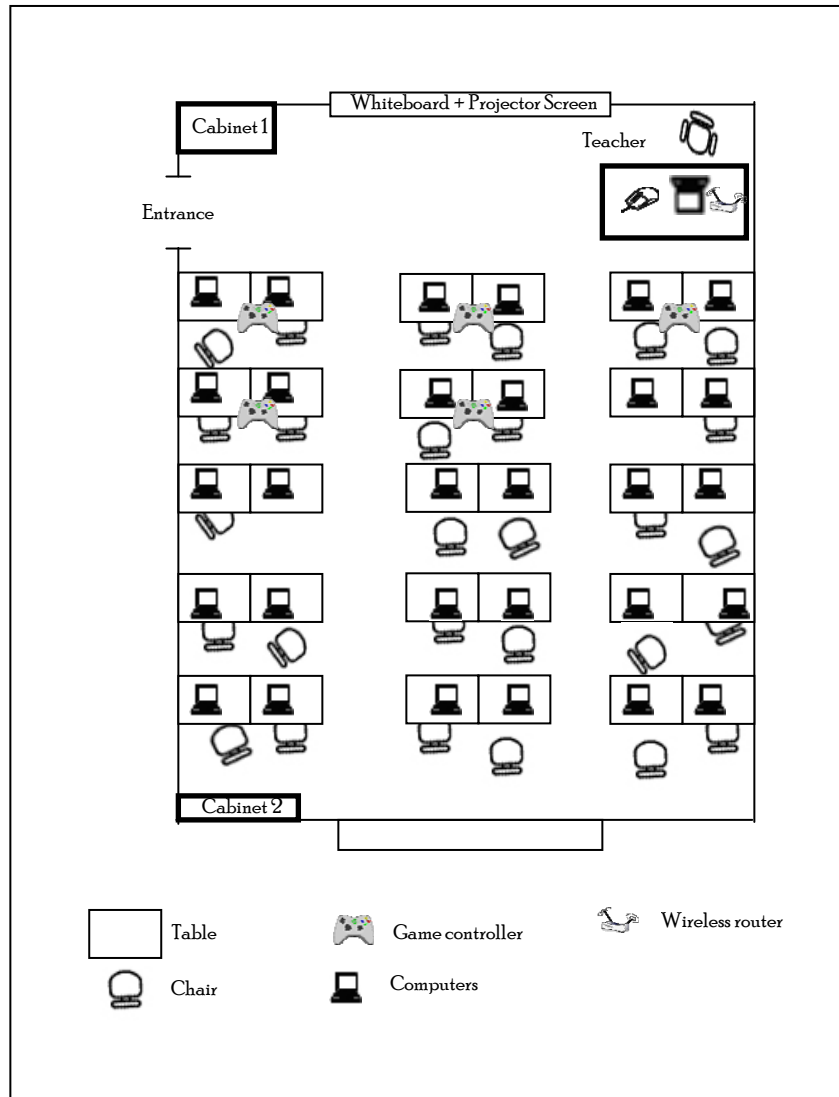 Whiteboard + Projector Screen
Cabinet 1
Teacher
Entrance
Cabinet 2
Table
Game controller
Wireless router
Chair
Computers